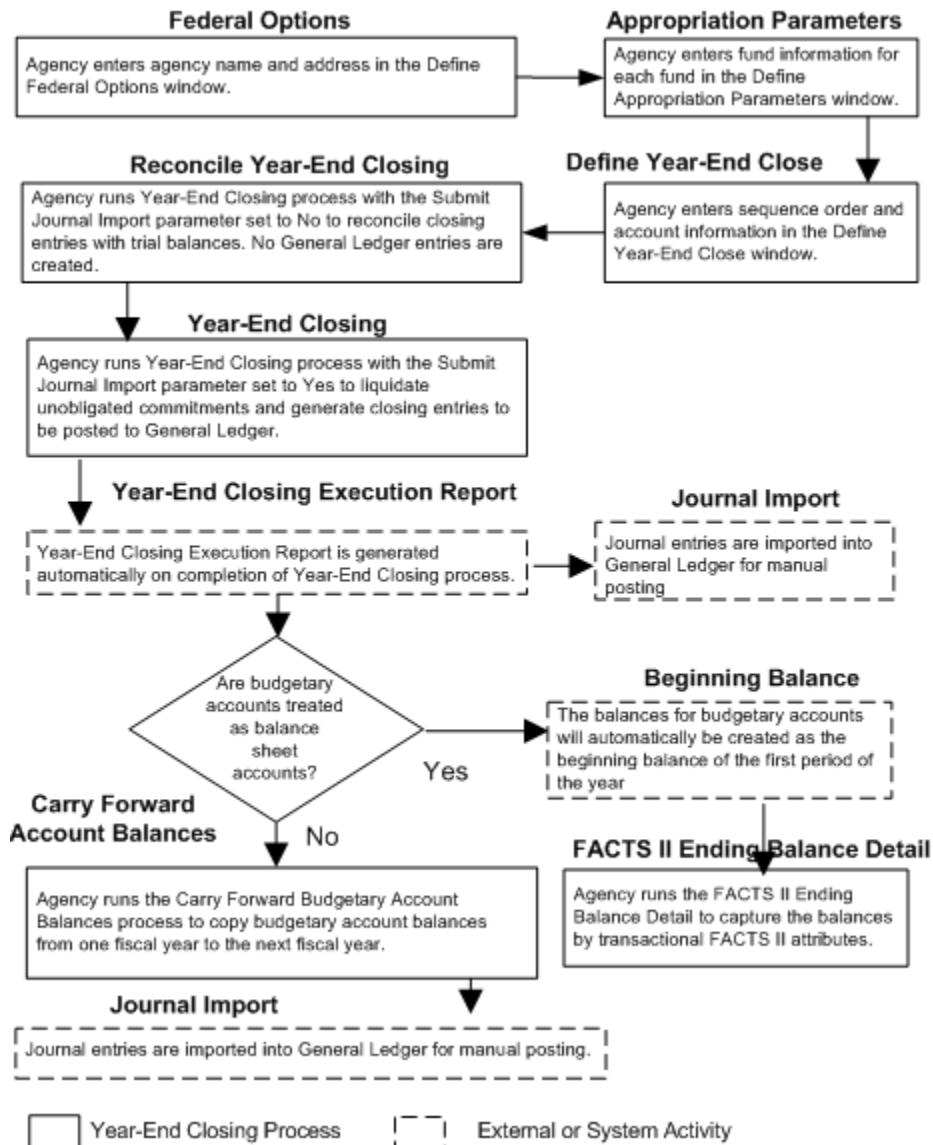 Federal Options
Agency enters agency name and address in the Define
Federal Options window.
Appropriation Parameters
Agency enters fund information for
each fund in the Define
Appropriation Parameters window.
Define Year-End Close
Agency enters sequence order and
account information in the Define
Year-End Close window.
Reconcile Year-End Closing
Agency runs Year-End Closing process with the Submit
Journal Import parameter set to No to reconcile closing
entries with trial balances. No General Ledger entries are
created.
Year-End Closing
Agency runs Year-End Closing process with the Submit
Journal Import parameter set to Yes to liquidate
unobligated commitments and generate closing entries to
be posted to General Ledger.
Year-End Closing Execution Report
Year-End Closing Execution Report is generated
automatically on completion of Year-End Closing process.
Journal Import
Journal entries are imported into
General Ledger for manual
posting
Are budgetary
accounts treated
as balance
sheet
accounts?
Yes
Beginning Balance
The balances for budgetary accounts
will automatically be created as the
beginning balance of the first period of
the year
FACTS II Ending Balance Detail
Agency runs the FACTS II Ending
Balance Detail to capture the balances
by transactional FACTS II attributes.
No
Carry Forward
Account Balances
Agency runs the Carry Forward Budgetary Account
Balances process to copy budgetary account balances
from one fiscal year to the next fiscal year.
Journal Import
Journal entries are imported into General Ledger for manual posting.
Year-End Closing Process
External or System Activity